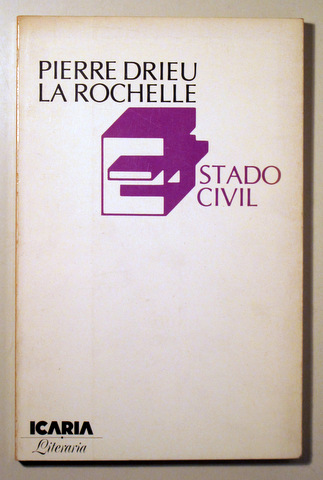 PIERRE DRIEU
LA ROCHELLE
ESTADO
CIVIL
ICARIA
Literaria